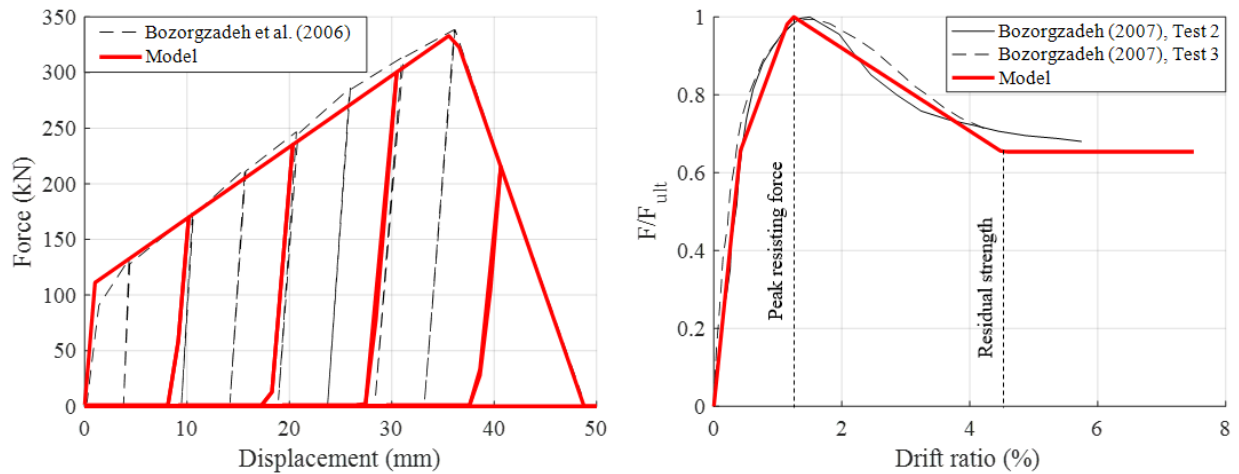 Bozorgzadeh et al. (2006)
Model
Force (kN)
350
300
250
200
150
100
50
0
0 10 20 30 40 50
Displacement (mm)
Bozorgzadeh (2007), Test 2
Bozorgzadeh (2007), Test 3
Model
F/Fult
1
0.8
0.6
0.4
0.2
0
Peak resisting force
Residual strength
0 2 4 6 8
Drift ratio (%)